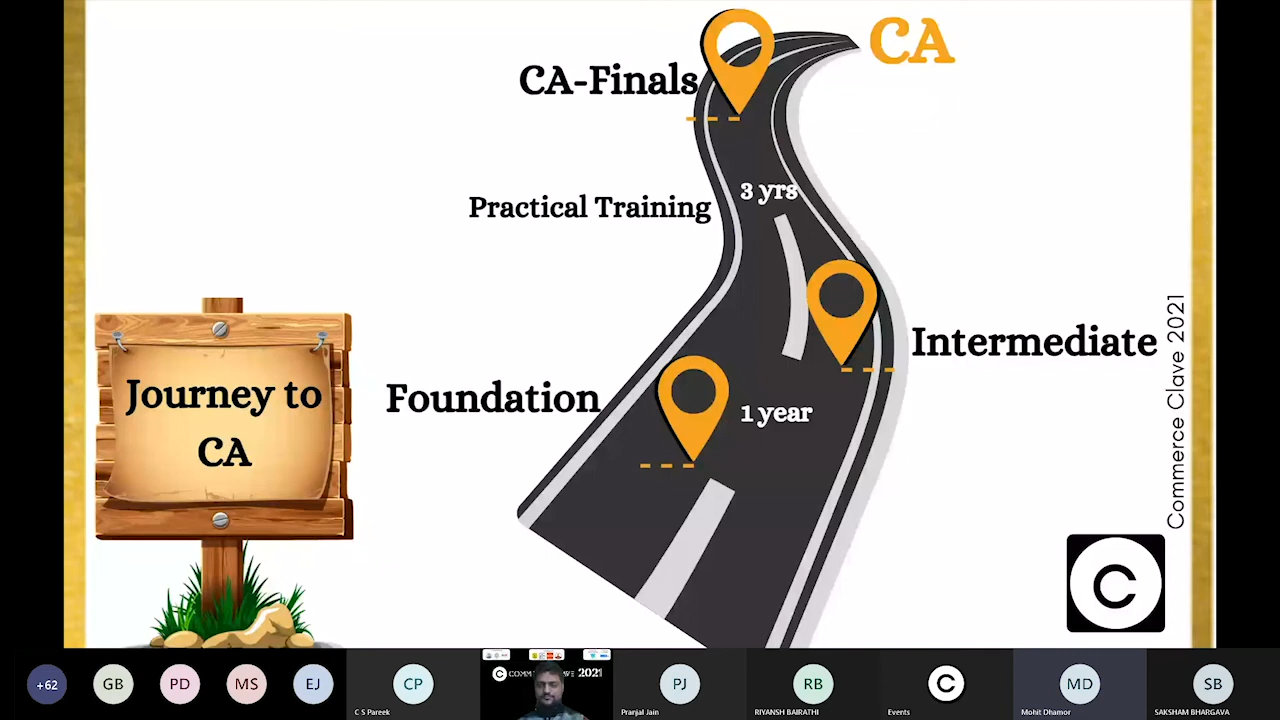 CA
CA-Finals
3 yrs
Practical Training
Intermediate
Journey to
CA
Foundation
1 year
Commerce Clave 2021
C
+62
GB
PD
MS
EJ
CP
C S Pareek
2021
PJ
Pranjal Jain
RB
RIYANSH BAIRATHI
C
Events
MD
Mohit Dhamor
SB
SAKSHAM BHARGAVA